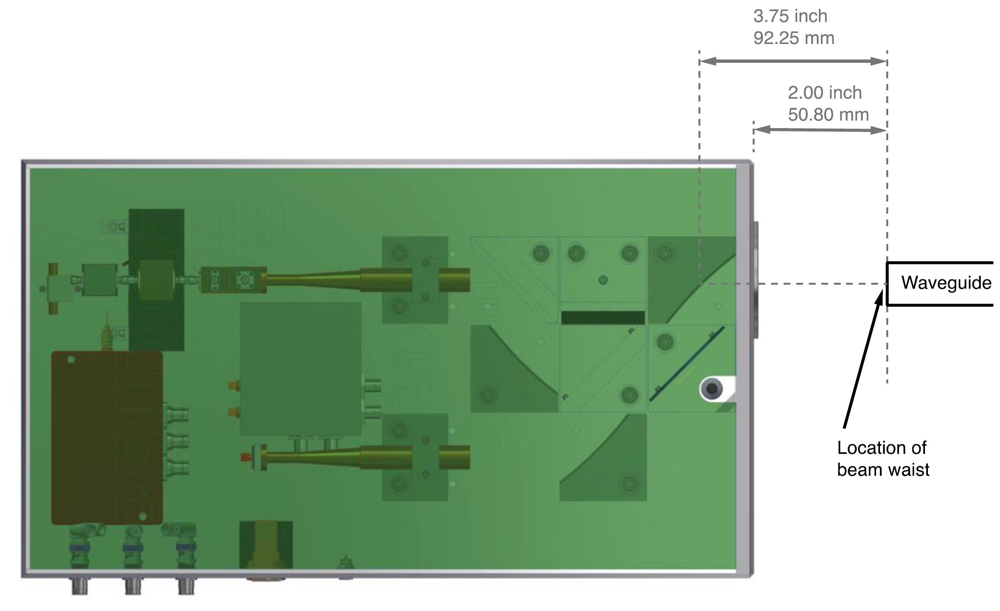 3.75 inch
92.25 mm
2.00 inch
50.80 mm
Waveguide
Location of
beam waist